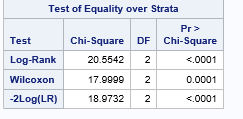 Test of Equality over Strata
Test Chi-Square DF Pr > Chi-Square
Log-Rank 20.5542 2 <.0001
Wilcoxon 17.9999 2 0.0001
-2Log(LR) 18.9732 2 <.0001